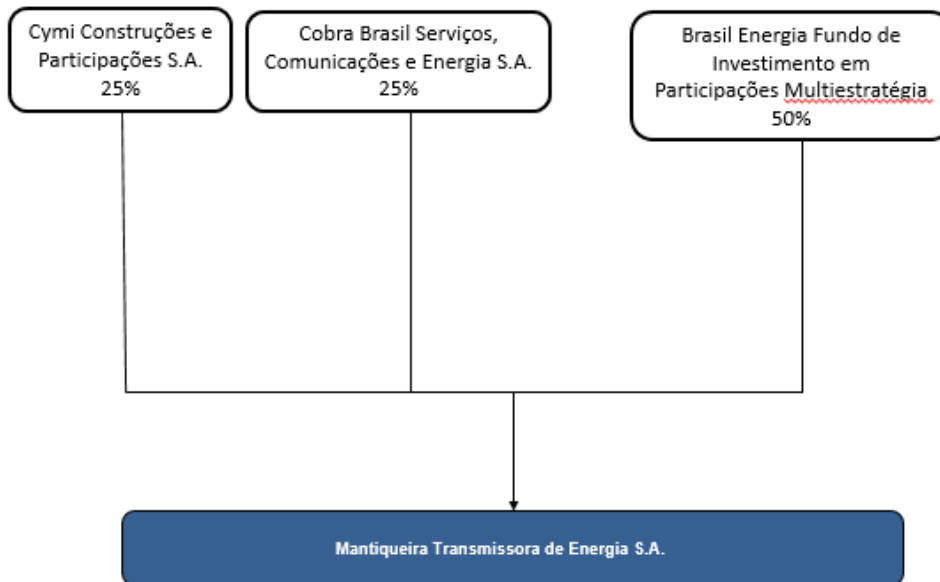 Cymi Construções e
Participações S.A.
25%
Cobra Brasil Serviços,
Comunicações e Energia S.A.
25%
Brasil Energia Fundo de
Investimento em
Participações Multiestratégia
50%
Mantiqueira Transmissora de Energia S.A.